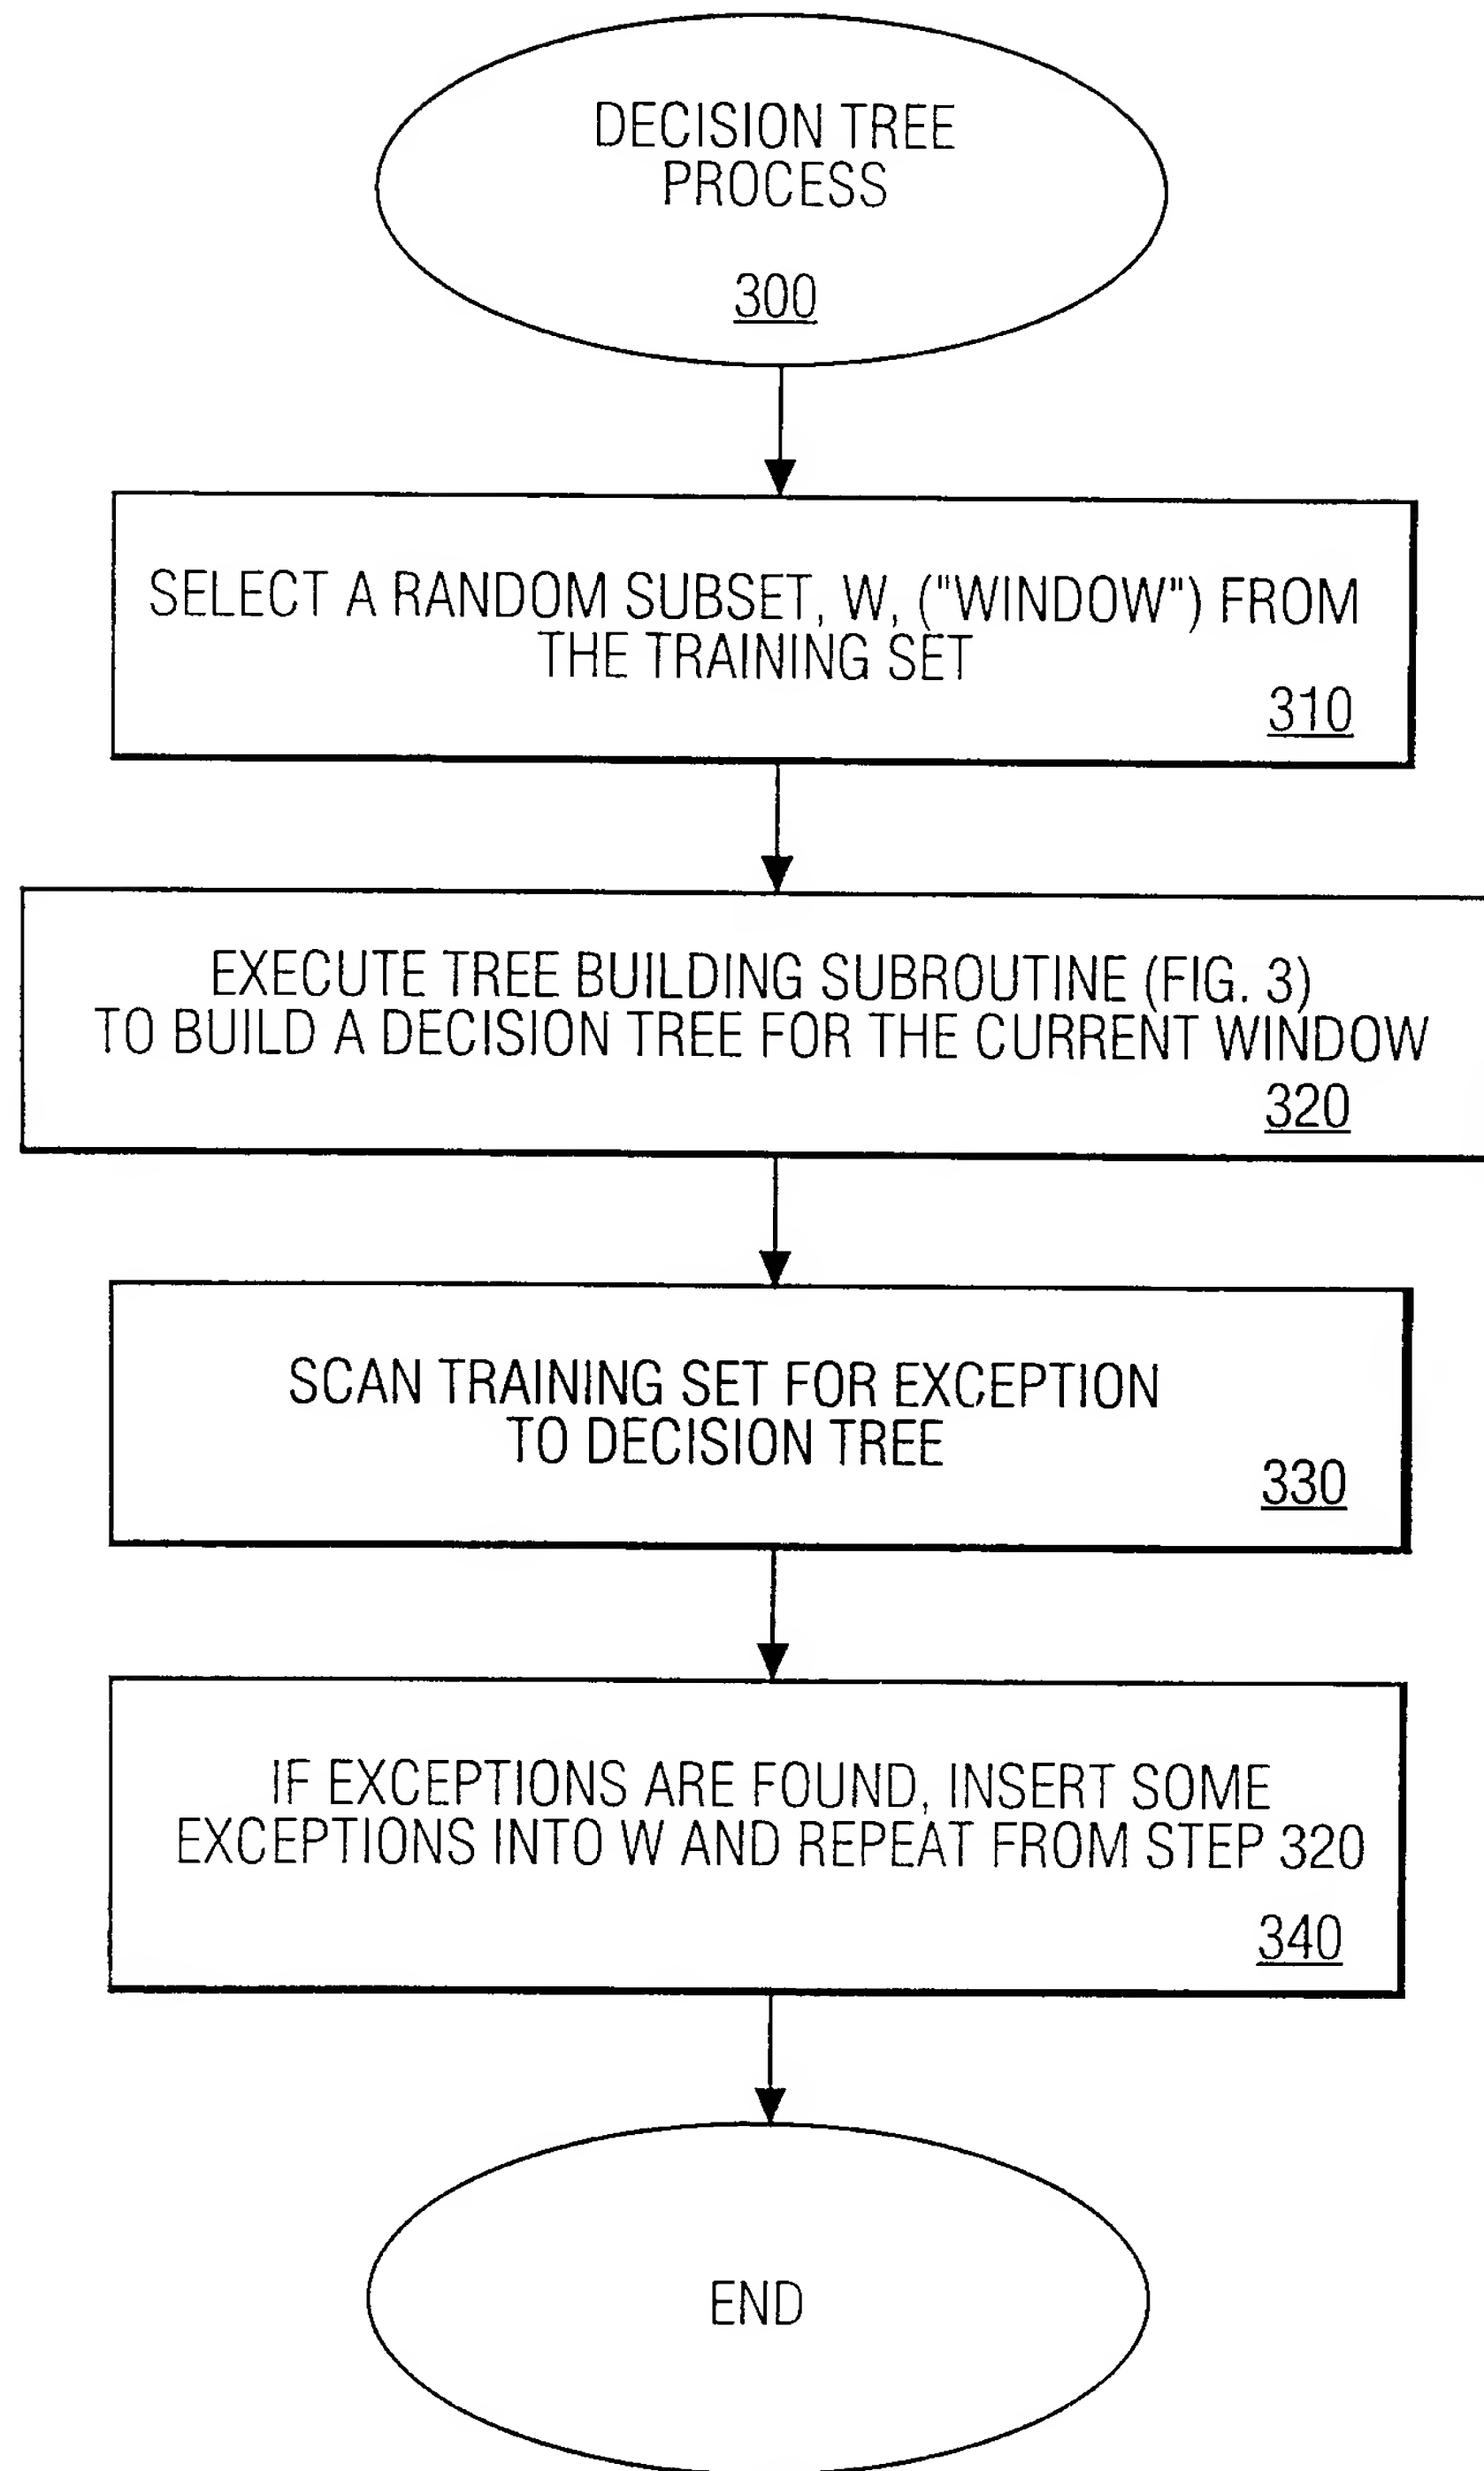 DECISION TREE
PROCESS
300
SELECT A RANDOM SUBSET, W, ("WINDOW") FROM
THE TRAINING SET
310
EXECUTE TREE BUILDING SUBROUTINE (FIG. 3)
TO BUILD A DECISION TREE FOR THE CURRENT WINDOW
320
SCAN TRAINING SET FOR EXCEPTION
TO DECISION TREE
330
IF EXCEPTIONS ARE FOUND, INSERT SOME
EXCEPTIONS INTO W AND REPEAT FROM STEP 320
340
END